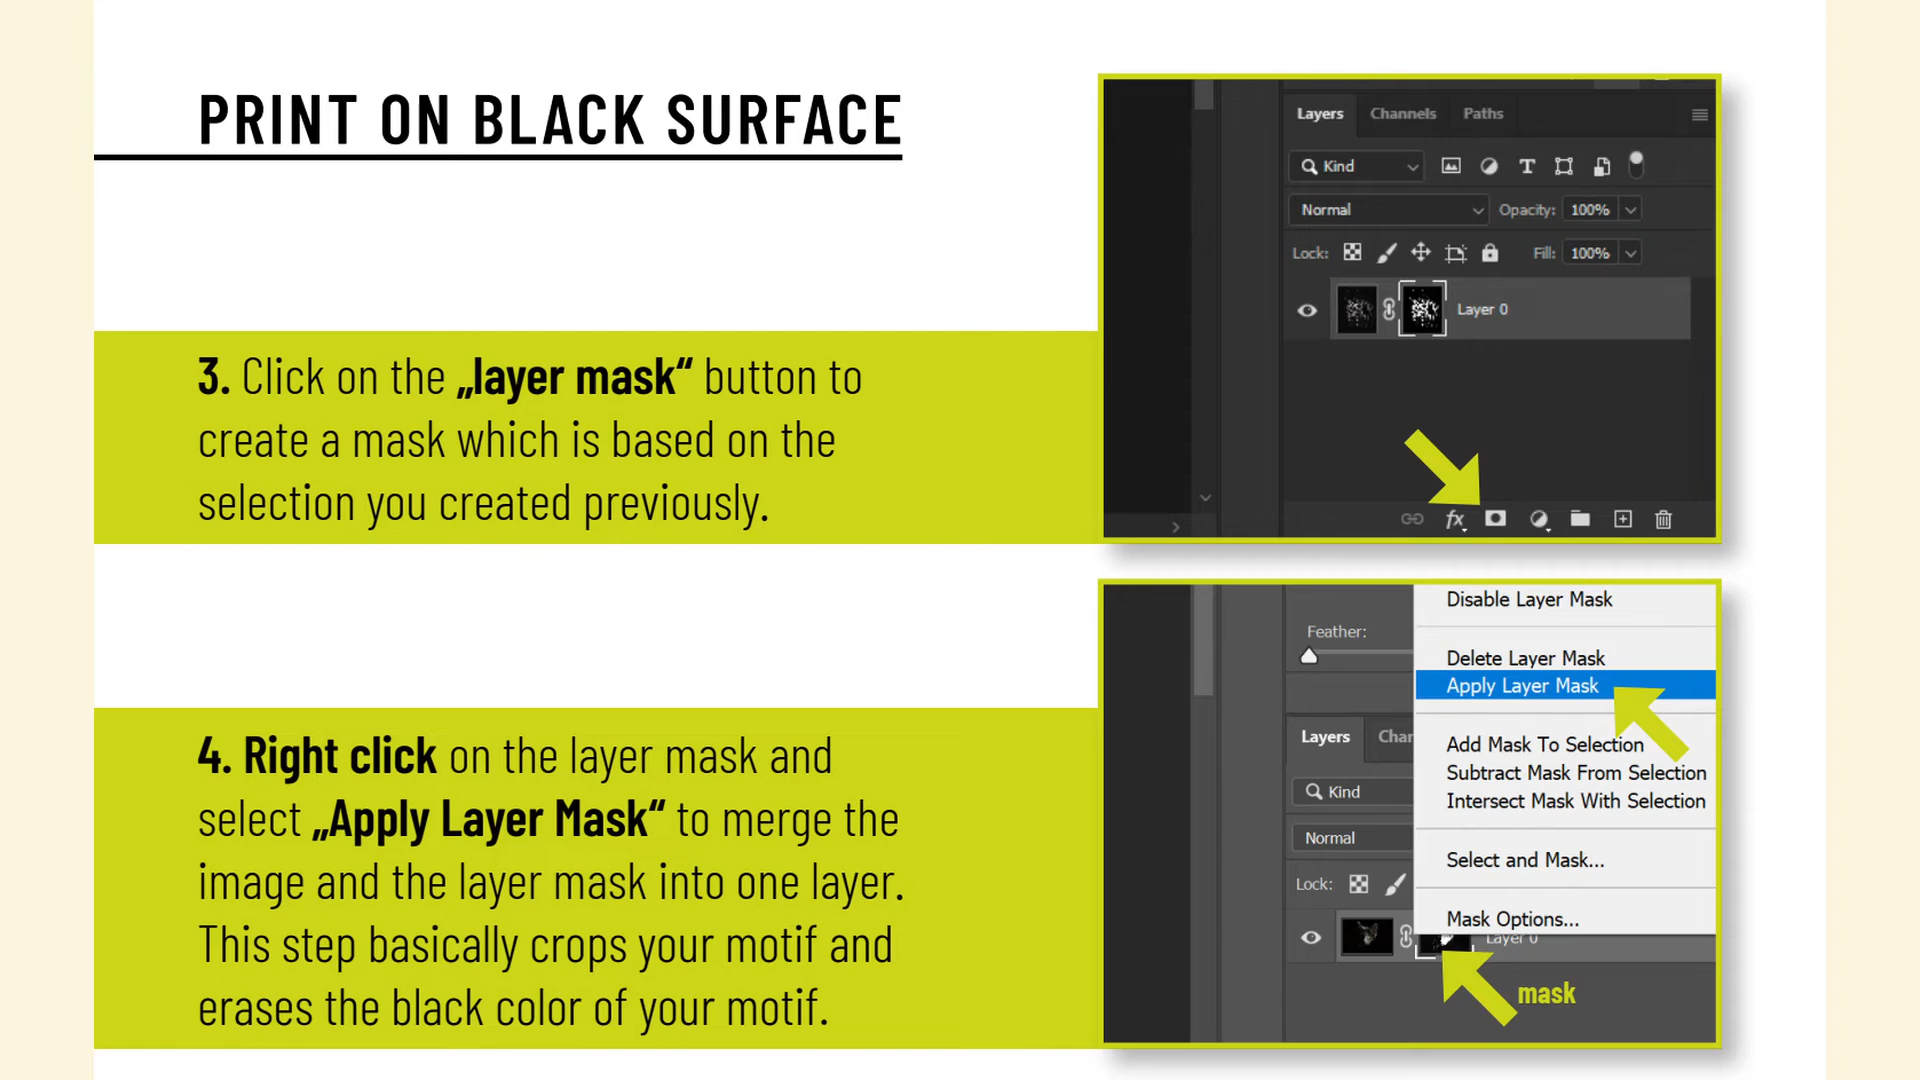 PRINT ON BLACK SURFACE
3. Click on the „layer mask“ button to
create a mask which is based on the
selection you created previously.
Layers Channels Paths
Kind
Normal Opacity: 100%
Lock: Fill: 100%
Layer 0
fx
4. Right click on the layer mask and
select „Apply Layer Mask“ to merge the
image and the layer mask into one layer.
This step basically crops your motif and
erases the black color of your motif.
Disable Layer Mask
Feather:
Delete Layer Mask
Apply Layer Mask
Layers Char
Add Mask To Selection
Subtract Mask From Selection
Kind
Intersect Mask With Selection
Normal
Select and Mask...
Lock:
Mask Options...
Layer 0
mask